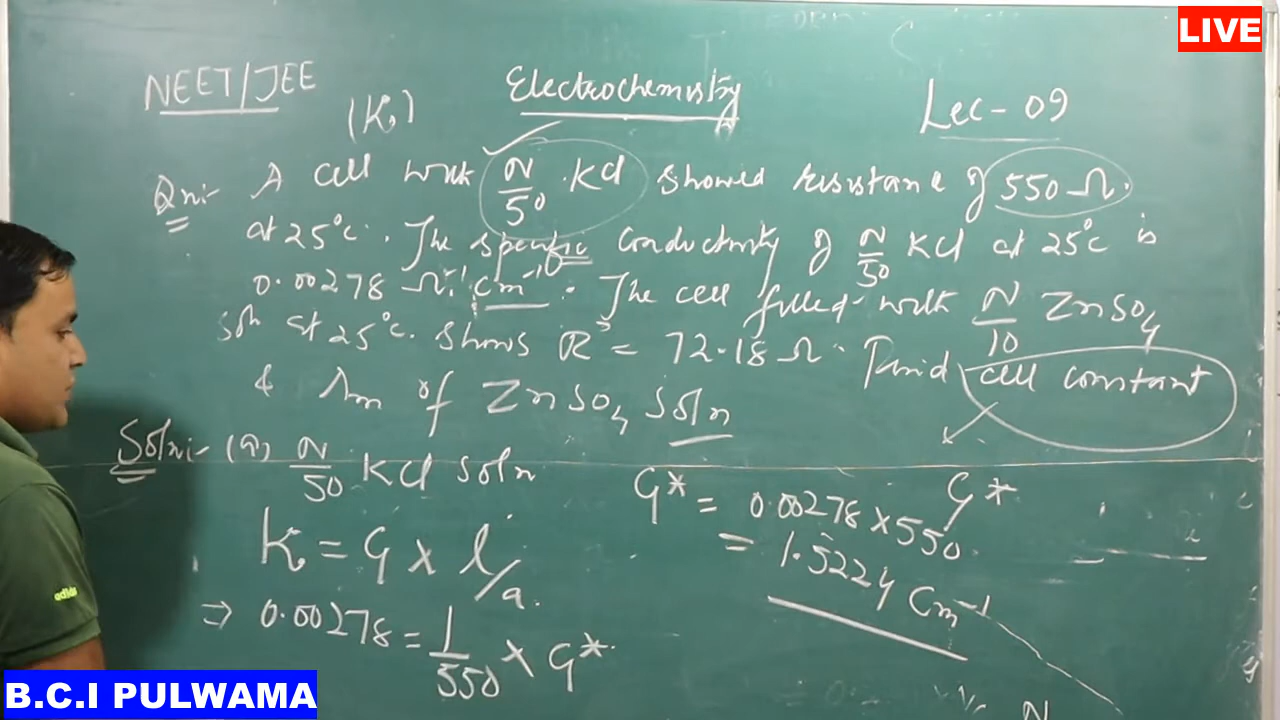 LIVE
NEET/JEE
Electrochemistry
Lec-09
(K)
Qn:- A cell with N/50 . KCl showed resistance of 550 Ω.
at 25°C. The specific conductivity of N/50 KCl at 25°C is
0.00278 Ω⁻¹ cm⁻¹. The cell filled with N/10 ZnSO4
Soln at 25°C. shows R = 72.18 Ω. Find cell constant
& Λm of ZnSO4 Soln
Soln:- (a) N/50 KCl Soln
K = G × l/a.
⇒ 0.00278 = 1/550 × G*
G* = 0.00278 × 550
= 1.5224 Cm⁻¹
G*
N
adidas
B.C.I PULWAMA